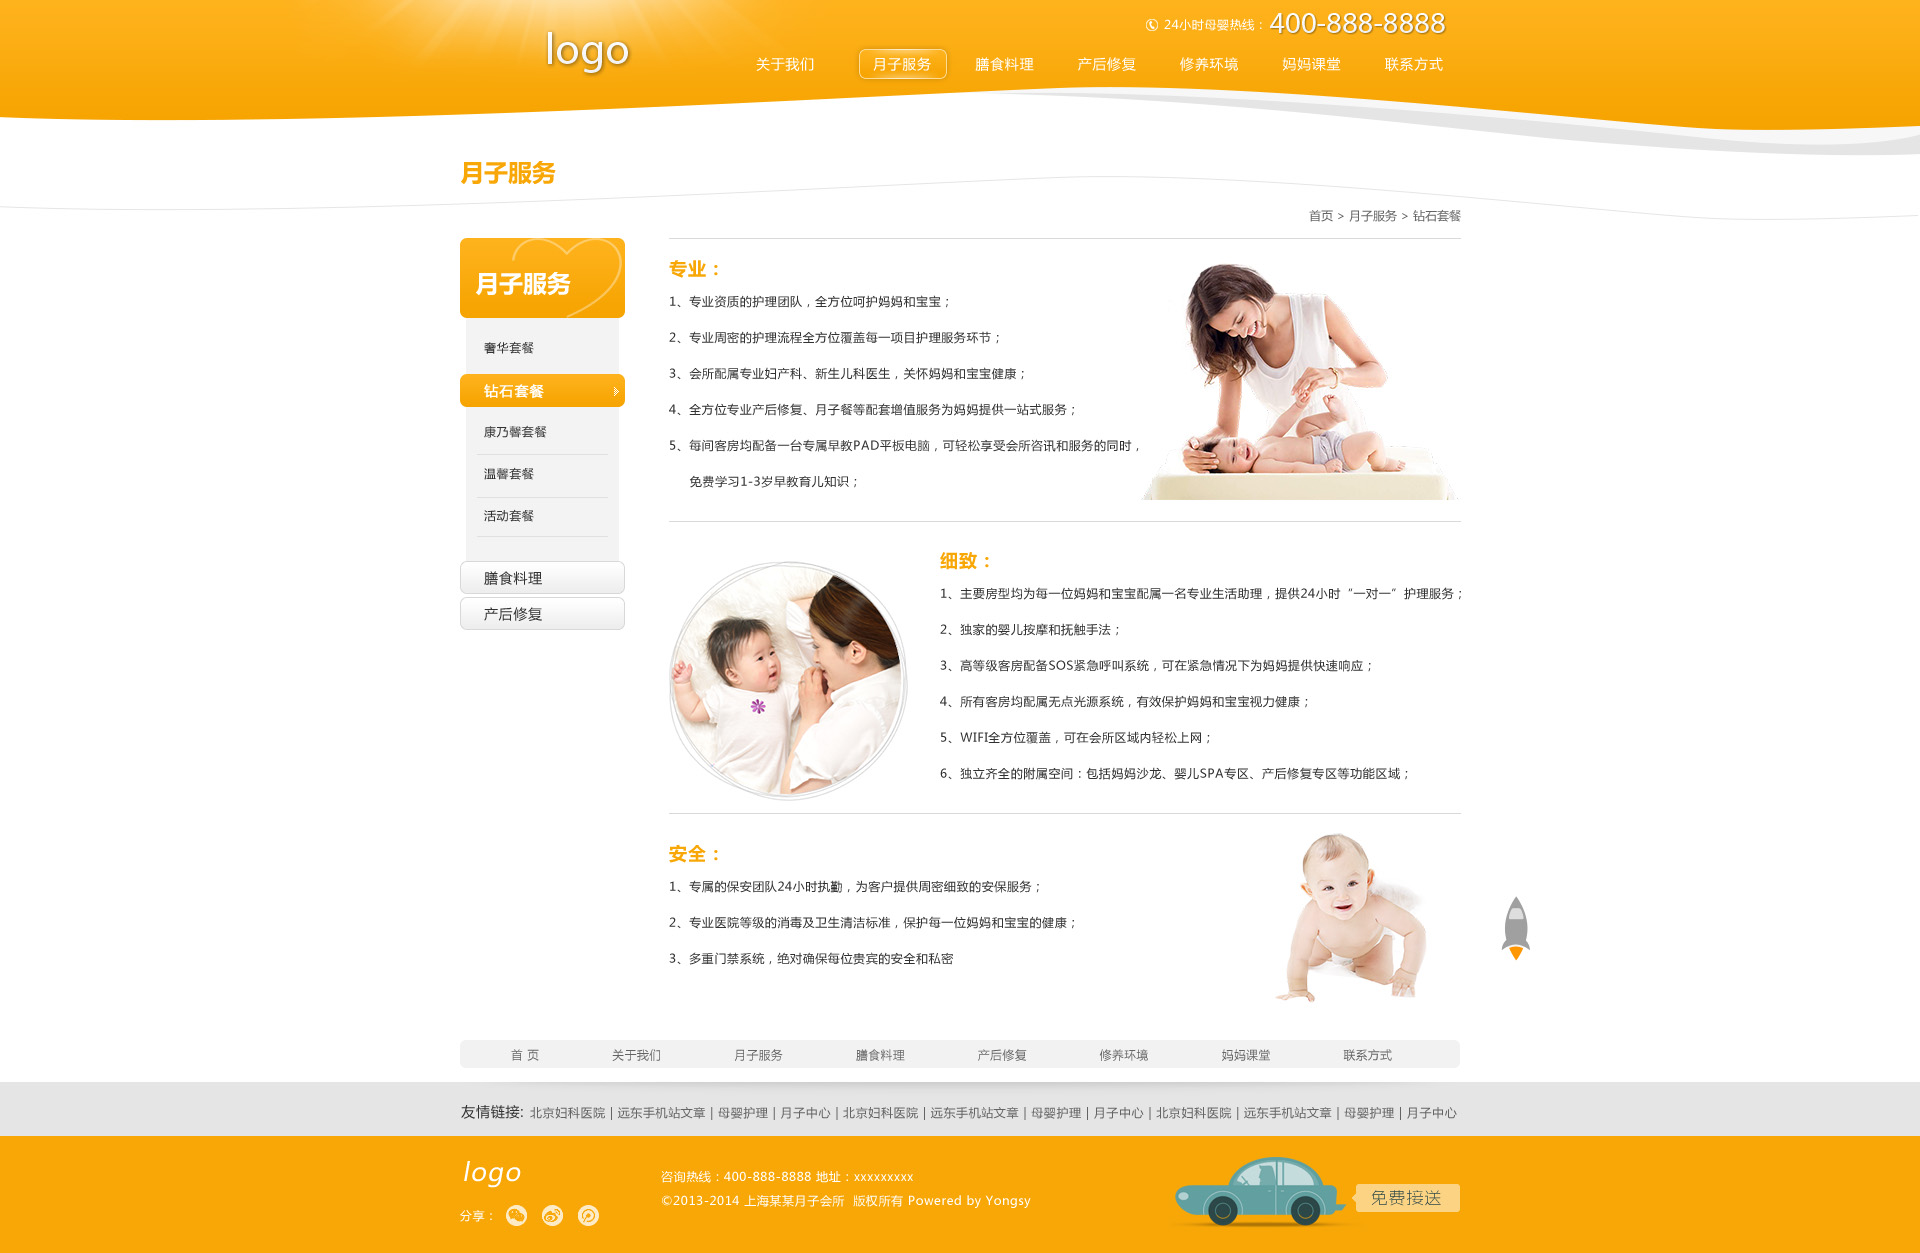 24小时母婴热线： 400-888-8888
logo
关于我们 月子服务 膳食料理 产后修复 修养环境 妈妈课堂 联系方式
月子服务
首页 > 月子服务 > 钻石套餐
月子服务
奢华套餐
钻石套餐
康乃馨套餐
温馨套餐
活动套餐
膳食料理
产后修复
专业：
1、专业资质的护理团队，全方位呵护妈妈和宝宝；
2、专业周密的护理流程全方位覆盖每一项目护理服务环节；
3、会所配属专业妇产科、新生儿科医生，关怀妈妈和宝宝健康；
4、全方位专业产后修复、月子餐等配套增值服务为妈妈提供一站式服务；
5、每间客房均配备一台专属早教PAD平板电脑，可轻松享受会所咨讯和服务的同时，
免费学习1-3岁早教育儿知识；
细致：
1、主要房型均为每一位妈妈和宝宝配属一名专业生活助理，提供24小时“一对一”护理服务；
2、独家的婴儿按摩和抚触手法；
3、高等级客房配备SOS紧急呼叫系统，可在紧急情况下为妈妈提供快速响应；
4、所有客房均配属无点光源系统，有效保护妈妈和宝宝视力健康；
5、WIFI全方位覆盖，可在会所区域内轻松上网；
6、独立齐全的附属空间：包括妈妈沙龙、婴儿SPA专区、产后修复专区等功能区域；
安全：
1、专属的保安团队24小时执勤，为客户提供周密细致的安保服务；
2、专业医院等级的消毒及卫生清洁标准，保护每一位妈妈和宝宝的健康；
3、多重门禁系统，绝对确保每位贵宾的安全和私密
首 页 关于我们 月子服务 膳食料理 产后修复 修养环境 妈妈课堂 联系方式
友情链接: 北京妇科医院 | 远东手机站文章 | 母婴护理 | 月子中心 | 北京妇科医院 | 远东手机站文章 | 母婴护理 | 月子中心 | 北京妇科医院 | 远东手机站文章 | 母婴护理 | 月子中心
logo
咨询热线：400-888-8888 地址：xxxxxxxxx
©2013-2014 上海某某月子会所 版权所有 Powered by Yongsy
分享：
免费接送